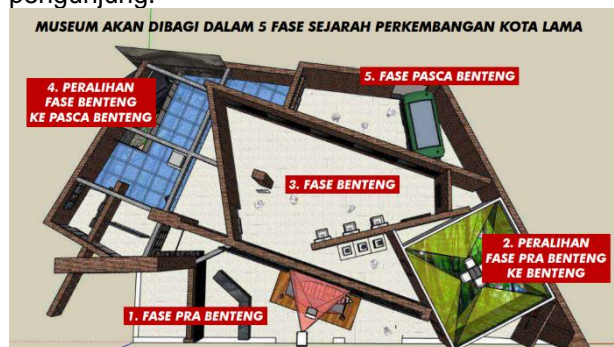 pengunjung.
MUSEUM AKAN DIBAGI DALAM 5 FASE SEJARAH PERKEMBANGAN KOTA LAMA
5. FASE PASCA BENTENG
4. PERALIHAN
FASE BENTENG
KE PASCA BENTENG
3. FASE BENTENG
2. PERALIHAN
FASE PRA BENTENG
KE BENTENG
1. FASE PRA BENTENG